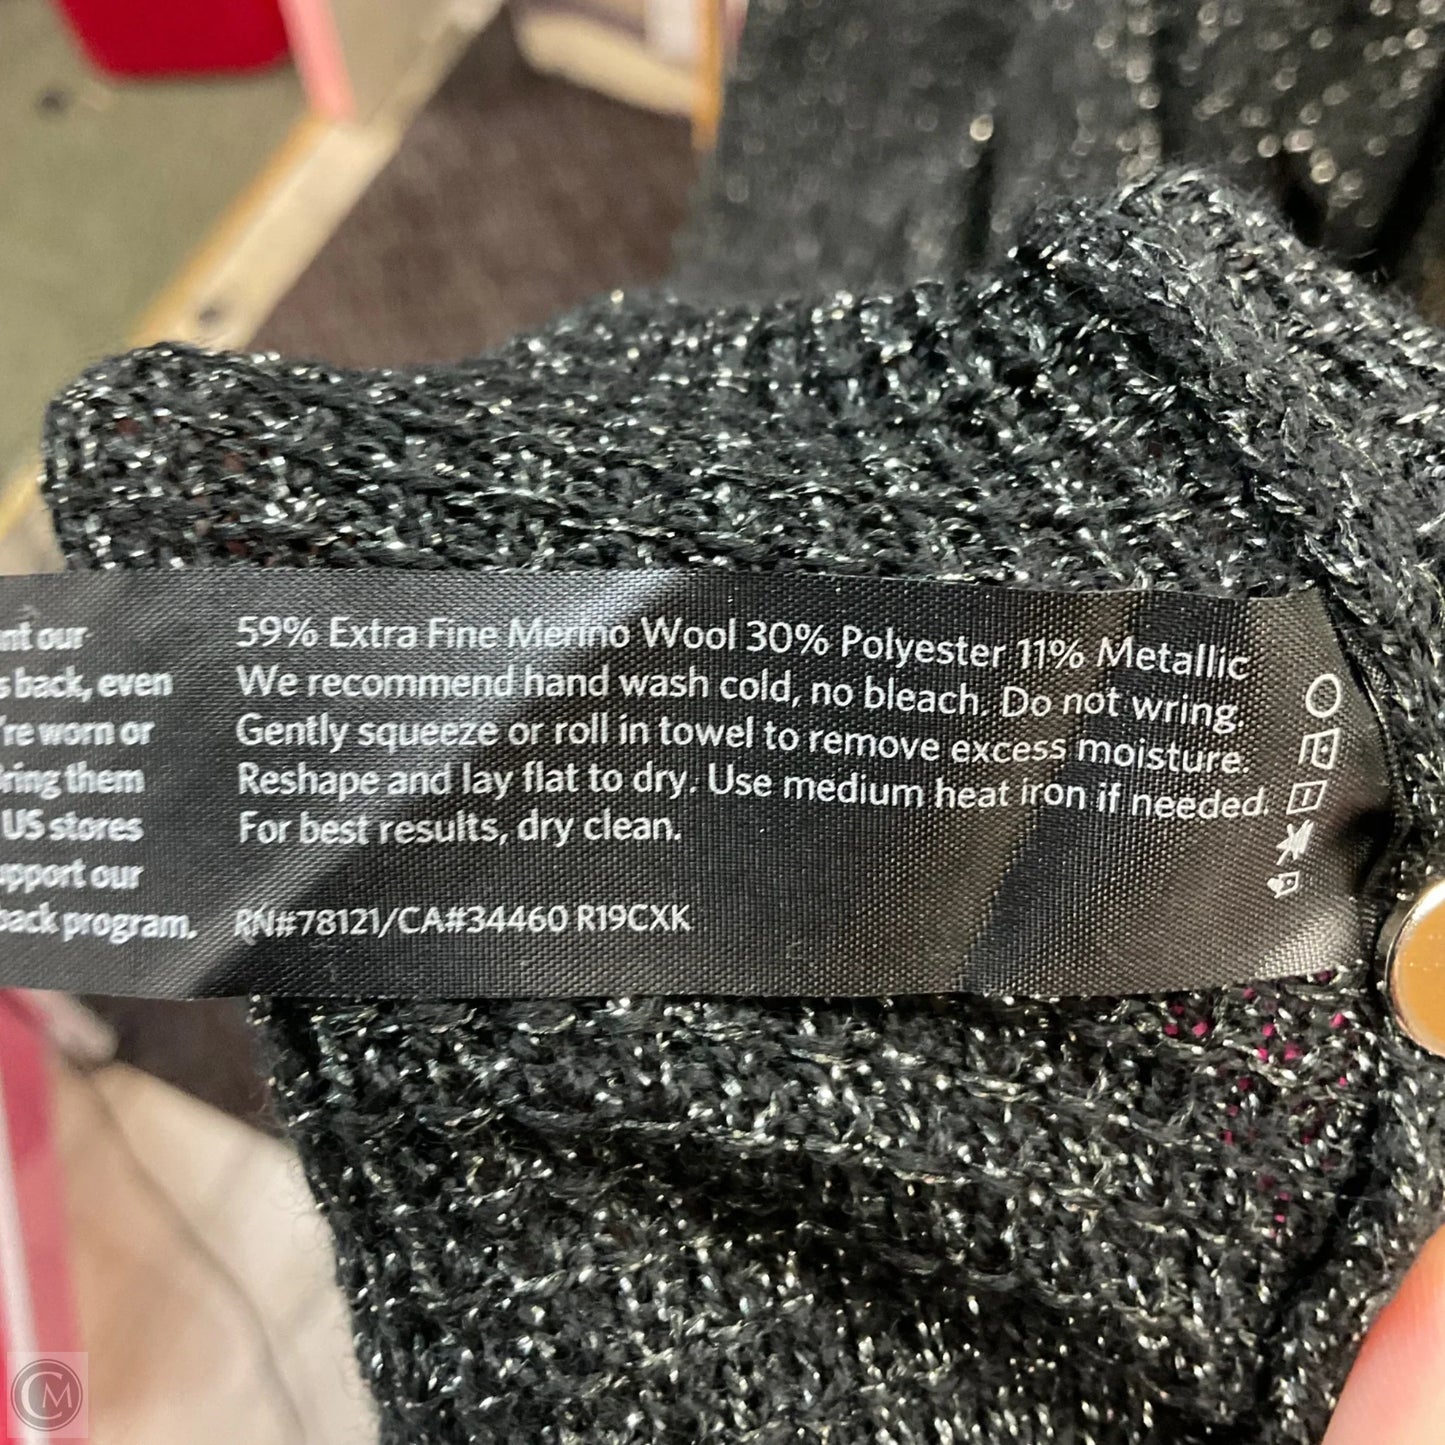 nt our
s back, even
're worn or
ring them
US stores
pport our
back program.
59% Extra Fine Merino Wool 30% Polyester 11% Metallic
We recommend hand wash cold, no bleach. Do not wring.
Gently squeeze or roll in towel to remove excess moisture.
Reshape and lay flat to dry. Use medium heat iron if needed.
For best results, dry clean.
RN#78121/CA#34460 R19CXK
CM